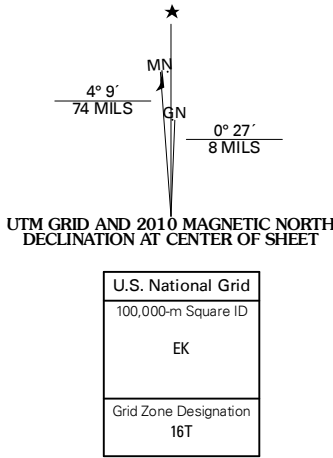 ★
MN
4° 9´
74 MILS
GN
0° 27´
8 MILS
UTM GRID AND 2010 MAGNETIC NORTH
DECLINATION AT CENTER OF SHEET
U.S. National Grid
100,000-m Square ID
EK
Grid Zone Designation
16T